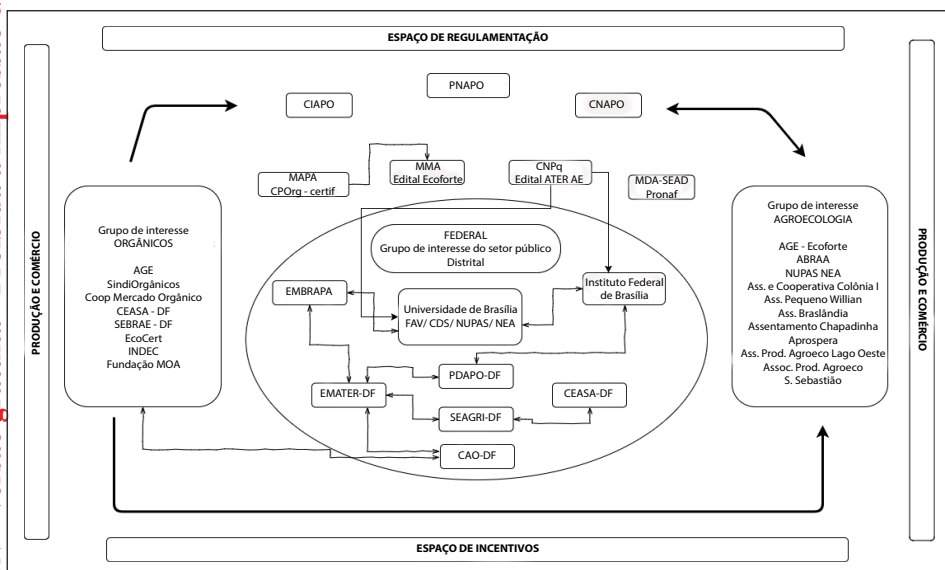 ESPAÇO DE REGULAMENTAÇÃO
PNAPO
CIAPO
CNAPO
MAPA
CPOrg - certif
MMA
Edital Ecoforte
CNPq
Edital ATER AE
MDA-SEAD
Pronaf
PRODUÇÃO E COMÉRCIO
Grupo de interesse
ORGÂNICOS
AGE
SindiOrgânicos
Coop Mercado Orgânico
CEASA - DF
SEBRAE - DF
EcoCert
INDEC
Fundação MOA
FEDERAL
Grupo de interesse do setor público
Distrital
EMBRAPA
Universidade de Brasília
FAV/ CDS/ NUPAS/ NEA
Instituto Federal
de Brasília
PDAPO-DF
EMATER-DF
CEASA-DF
SEAGRI-DF
CAO-DF
Grupo de interesse
AGROECOLOGIA
AGE - Ecoforte
ABRAA
NUPAS NEA
Ass. e Cooperativa Colônia I
Ass. Pequeno Willian
Ass. Braslândia
Assentamento Chapadinha
Aprospera
Ass. Prod. Agroeco Lago Oeste
Assoc. Prod. Agroeco
S. Sebastião
PRODUÇÃO E COMÉRCIO
ESPAÇO DE INCENTIVOS